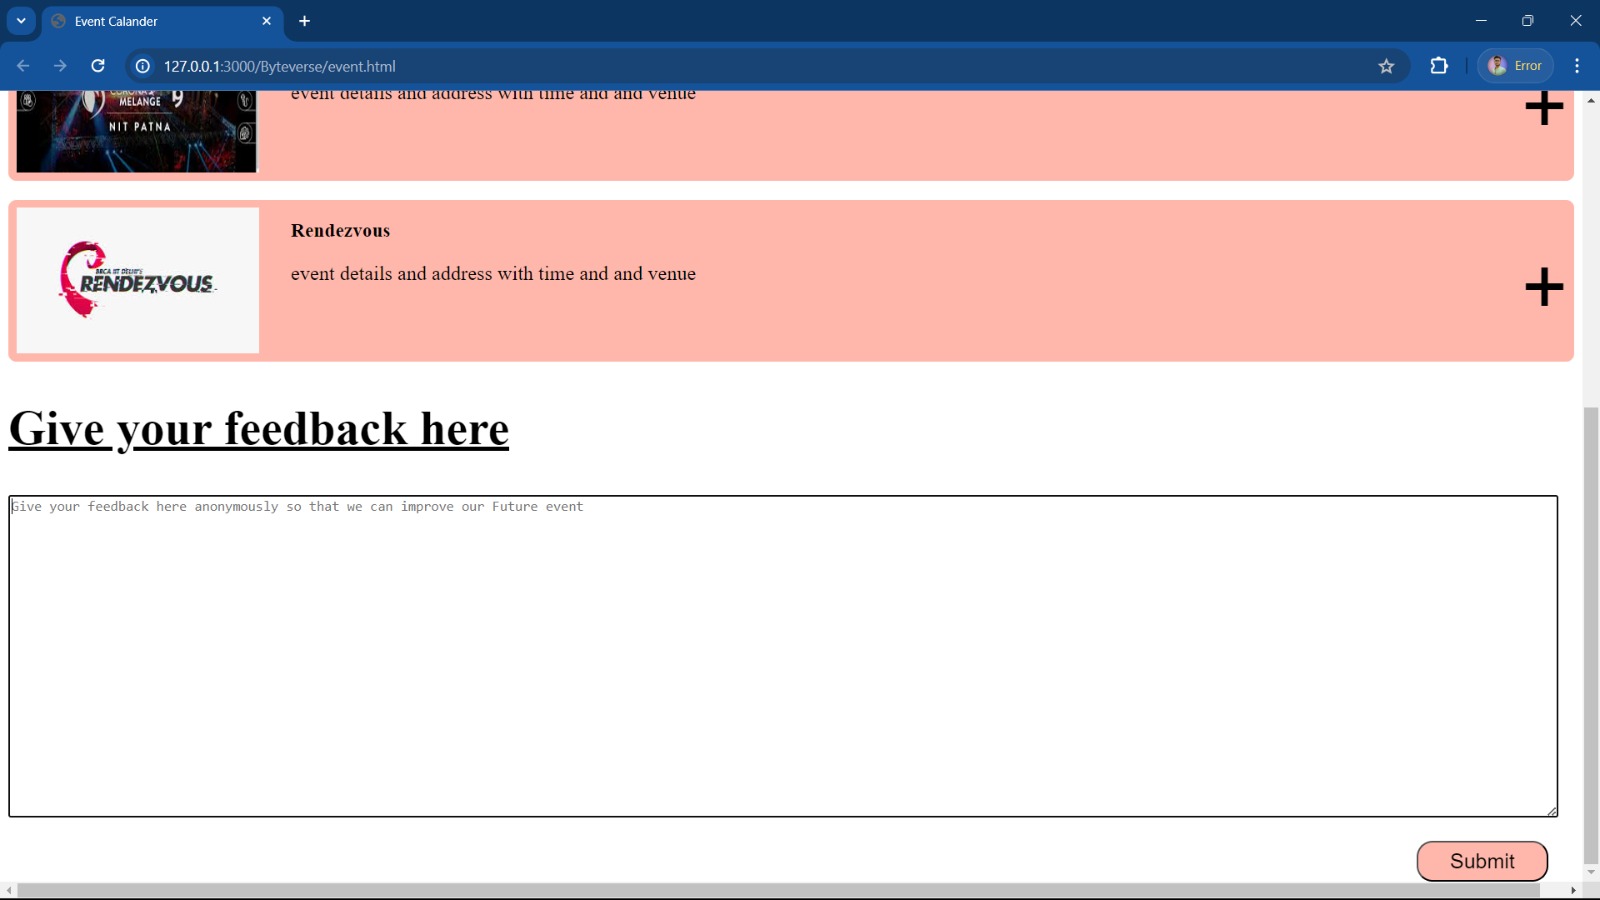 Event Calander
127.0.0.1:3000/Byteverse/event.html
Error
MELANGE 9
NIT PATNA
event details and address with time and and venue
RENDEZVOUS
Rendezvous
event details and address with time and and venue
Give your feedback here
Give your feedback here anonymously so that we can improve our Future event
Submit